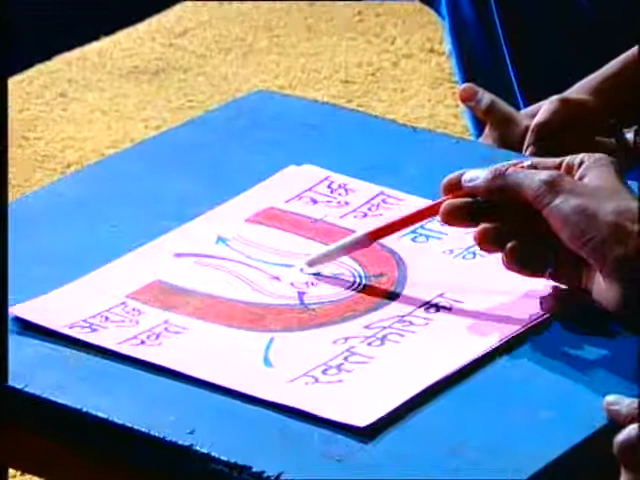 शुद्ध
रक्त
अशुद्ध
रक्त
रक्त केशिका